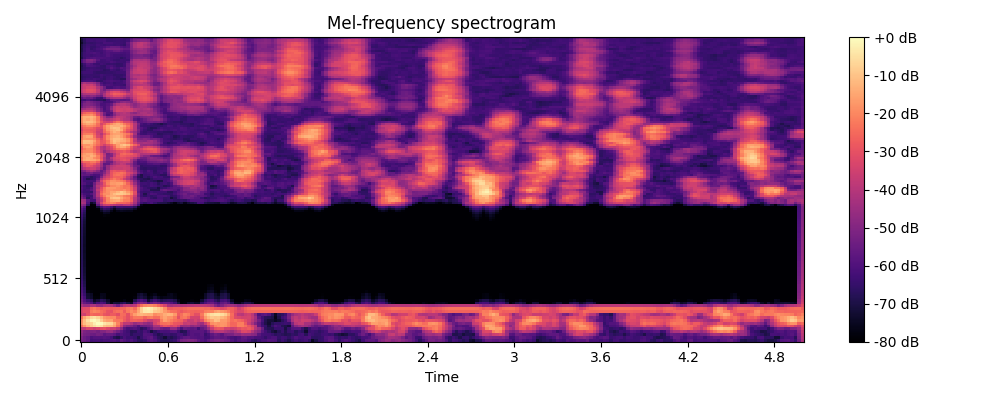 Mel-frequency spectrogram
Hz
4096
2048
1024
512
0
0 0.6 1.2 1.8 2.4 3 3.6 4.2 4.8
Time
+0 dB
-10 dB
-20 dB
-30 dB
-40 dB
-50 dB
-60 dB
-70 dB
-80 dB